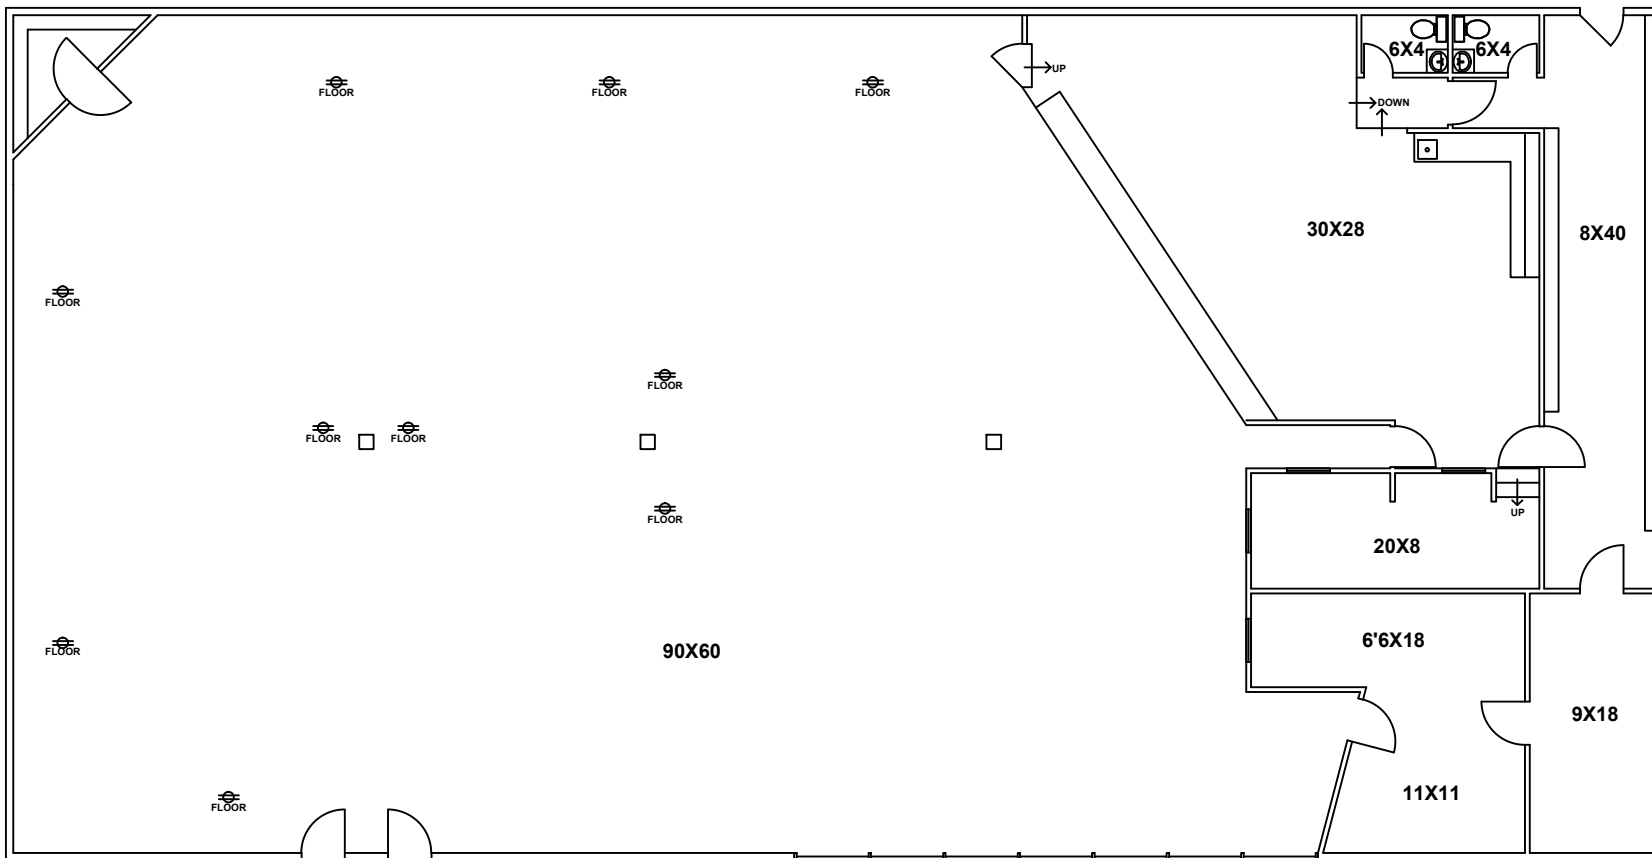 6X4
6X4
UP
FLOOR
FLOOR
FLOOR
DOWN
30X28
8X40
FLOOR
FLOOR
FLOOR
FLOOR
FLOOR
UP
20X8
6'6X18
FLOOR
90X60
9X18
11X11
FLOOR